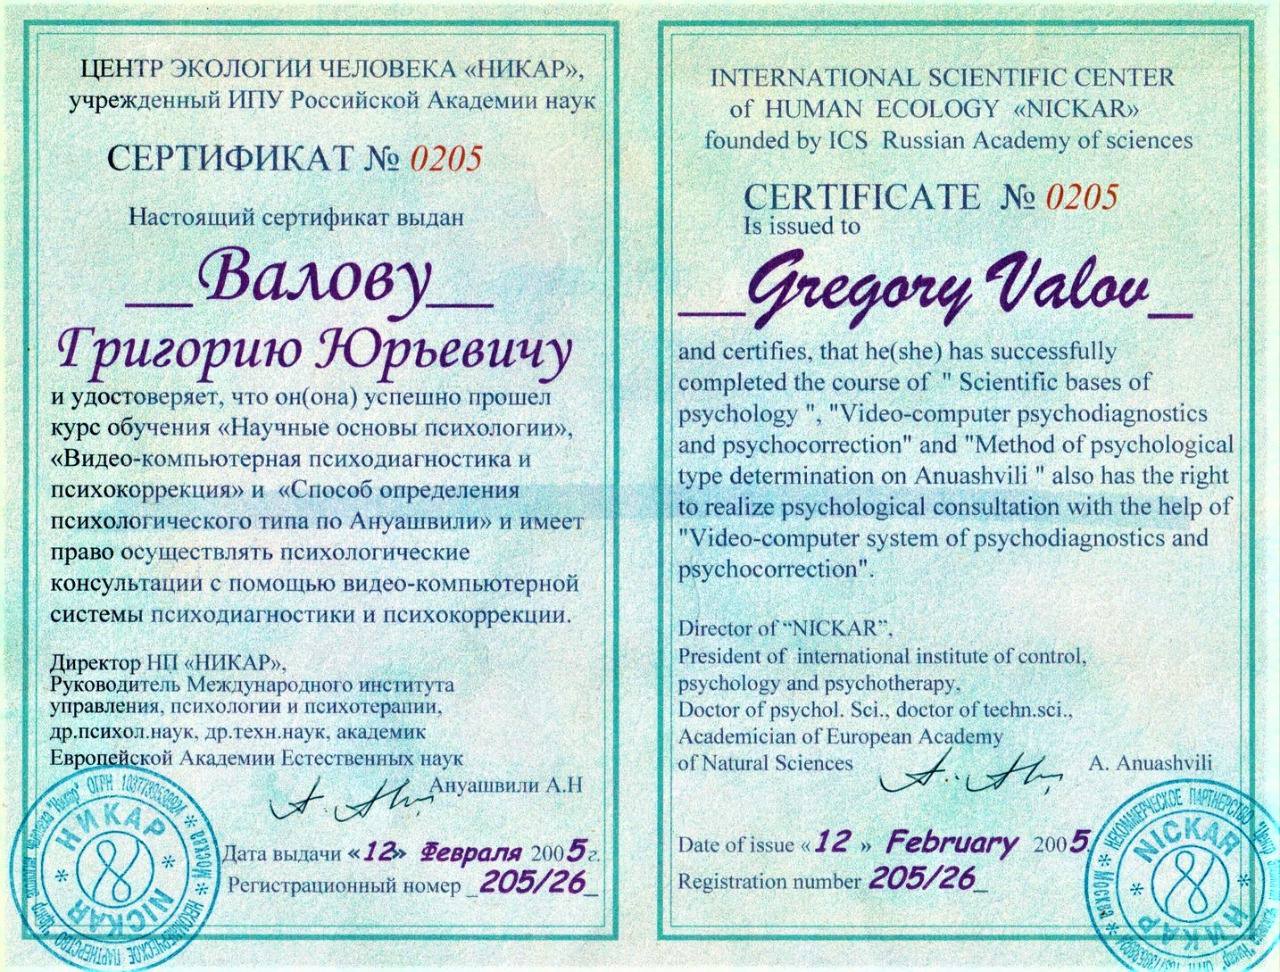 ЦЕНТР ЭКОЛОГИИ ЧЕЛОВЕКА «НИКАР»,
учрежденный ИПУ Российской Академии наук
СЕРТИФИКАТ № 0205
Настоящий сертификат выдан
__Валову__
Григорию Юрьевичу
и удостоверяет, что он(она) успешно прошел
курс обучения «Научные основы психологии»,
«Видео-компьютерная психодиагностика и
психокоррекция» и «Способ определения
психологического типа по Ануашвили» и имеет
право осуществлять психологические
консультации с помощью видео-компьютерной
системы психодиагностики и психокоррекции.
Директор НП «НИКАР»,
Руководитель Международного института
управления, психологии и психотерапии,
др.психол.наук, др.техн.наук, академик
Европейской Академии Естественных наук
Ануашвили А.Н
Дата выдачи «12» Февраля 2005г.
Регистрационный номер _205/26_
НИКАР
NICKAR
Москва
НЕКОММЕРЧЕСКОЕ ПАРТНЕРСТВО
INTERNATIONAL SCIENTIFIC CENTER
of HUMAN ECOLOGY «NICKAR»
founded by ICS Russian Academy of sciences
CERTIFICATE № 0205
Is issued to
__Gregory Valov_
and certifies, that he(she) has successfully
completed the course of " Scientific bases of
psychology ", "Video-computer psychodiagnostics
and psychocorrection" and "Method of psychological
type determination on Anuashvili " also has the right
to realize psychological consultation with the help of
"Video-computer system of psychodiagnostics and
psychocorrection".
Director of “NICKAR”,
President of international institute of control,
psychology and psychotherapy,
Doctor of psychol. Sci., doctor of techn.sci.,
Academician of European Academy
of Natural Sciences
A. Anuashvili
Date of issue «12 » February 2005
Registration number 205/26_
NICKAR
НИКАР
Москва
НЕКОММЕРЧЕСКОЕ ПАРТНЕРСТВО